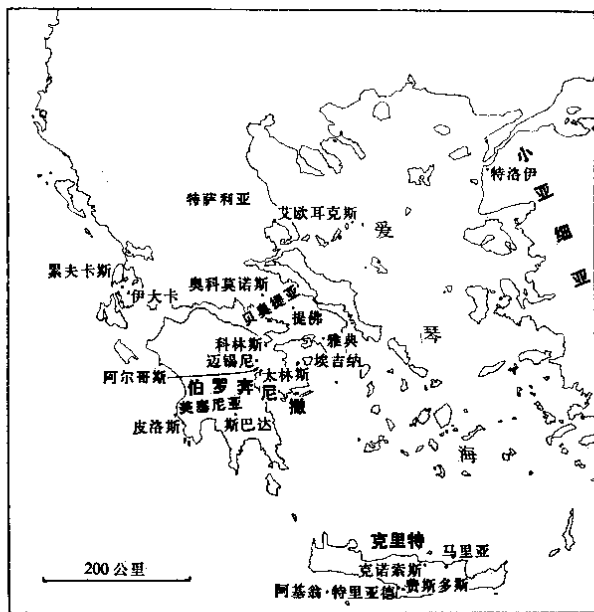 小亚细亚
特洛伊
特萨利亚
艾欧耳克斯
爱琴海
累夫卡斯
奥科莫诺斯
伊大卡
贝奥提亚
提佛
科林斯
雅典
迈锡尼
埃吉纳
阿尔哥斯
太林斯
伯罗奔尼撒
美塞尼亚
皮洛斯
斯巴达
克里特
马里亚
克诺索斯
200公里
费斯多斯
阿基翁·特里亚德